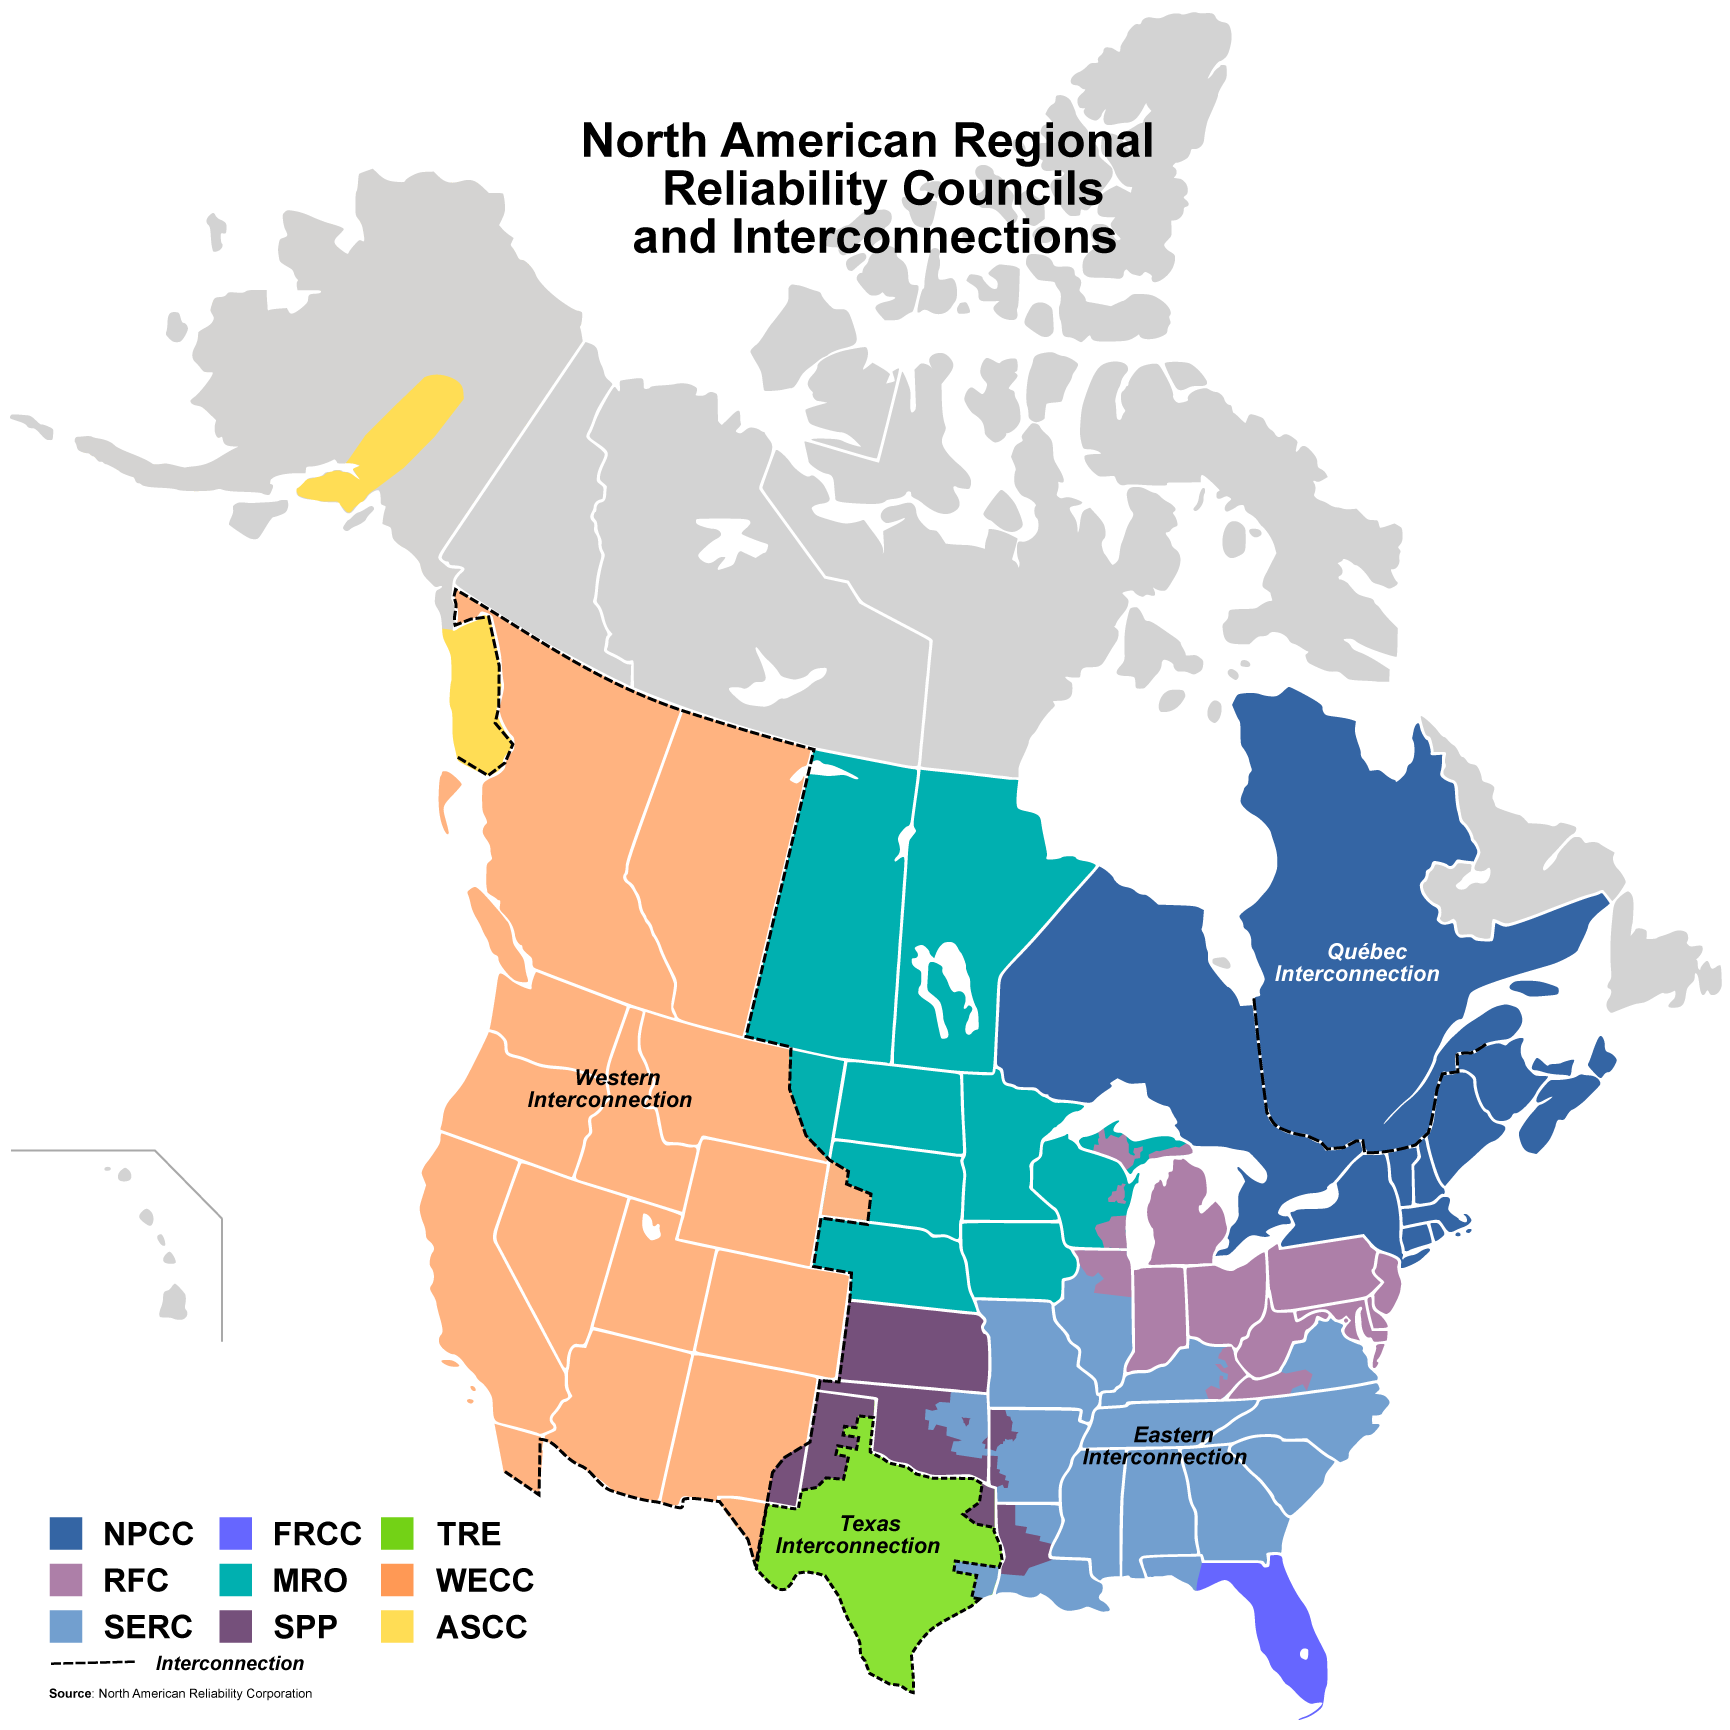 North American Regional
Reliability Councils
and Interconnections
Québec
Interconnection
Western
Interconnection
Eastern
Interconnection
Texas
Interconnection
NPCC FRCC TRE
RFC MRO WECC
SERC SPP ASCC
Interconnection
Source: North American Reliability Corporation